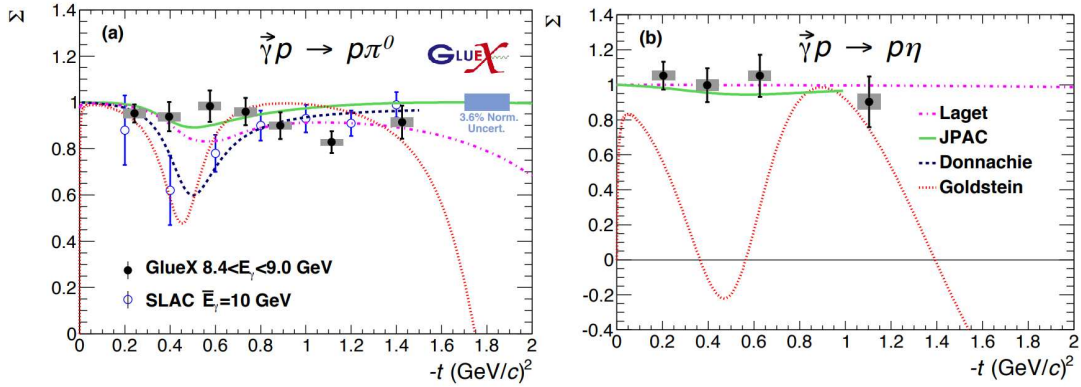 Σ
1.4
1.2
1
0.8
0.6
0.4
0.2
0
(a)
γ⃗p → pπ⁰
GLUEX
3.6% Norm.
Uncert.
GlueX 8.4<Eγ<9.0 GeV
SLAC E̅γ=10 GeV
0 0.2 0.4 0.6 0.8 1 1.2 1.4 1.6 1.8 2
-t (GeV/c)²
Σ
1.4
1.2
1
0.8
0.6
0.4
0.2
0
-0.2
-0.4
(b)
γ⃗p → pη
Laget
JPAC
Donnachie
Goldstein
0 0.2 0.4 0.6 0.8 1 1.2 1.4 1.6 1.8 2
-t (GeV/c)²